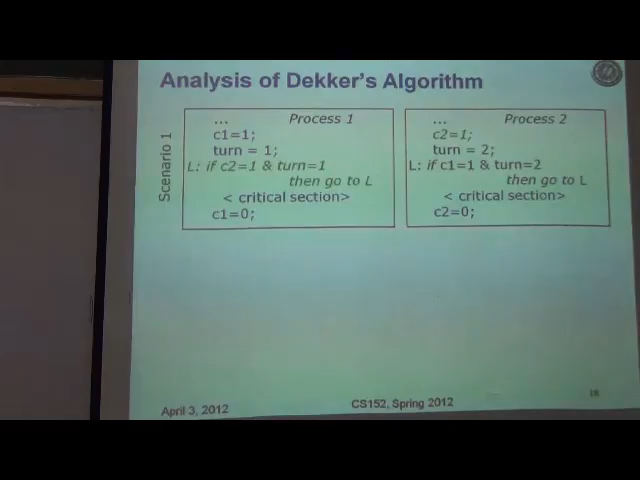 Analysis of Dekker's Algorithm
Scenario 1
... Process 1
c1=1;
turn = 1;
L: if c2=1 & turn=1
then go to L
< critical section>
c1=0;
... Process 2
c2=1;
turn = 2;
L: if c1=1 & turn=2
then go to L
< critical section>
c2=0;
April 3, 2012
CS152, Spring 2012
18